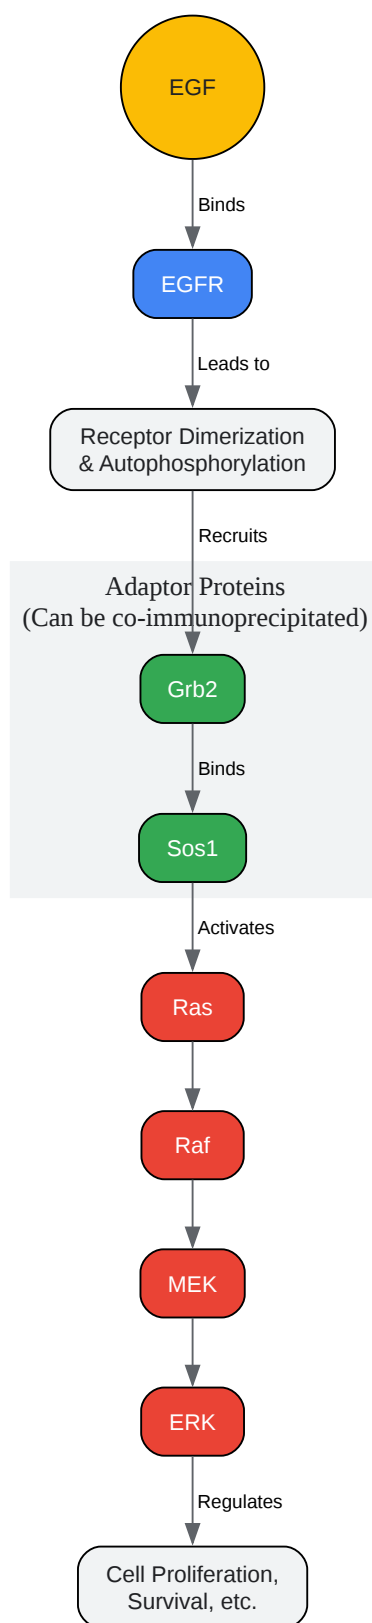 EGF
Binds
EGFR
Leads to
Receptor Dimerization
& Autophosphorylation
Recruits
Adaptor Proteins
(Can be co-immunoprecipitated)
Grb2
Binds
Sos1
Activates
Ras
Raf
MEK
ERK
Regulates
Cell Proliferation,
Survival, etc.